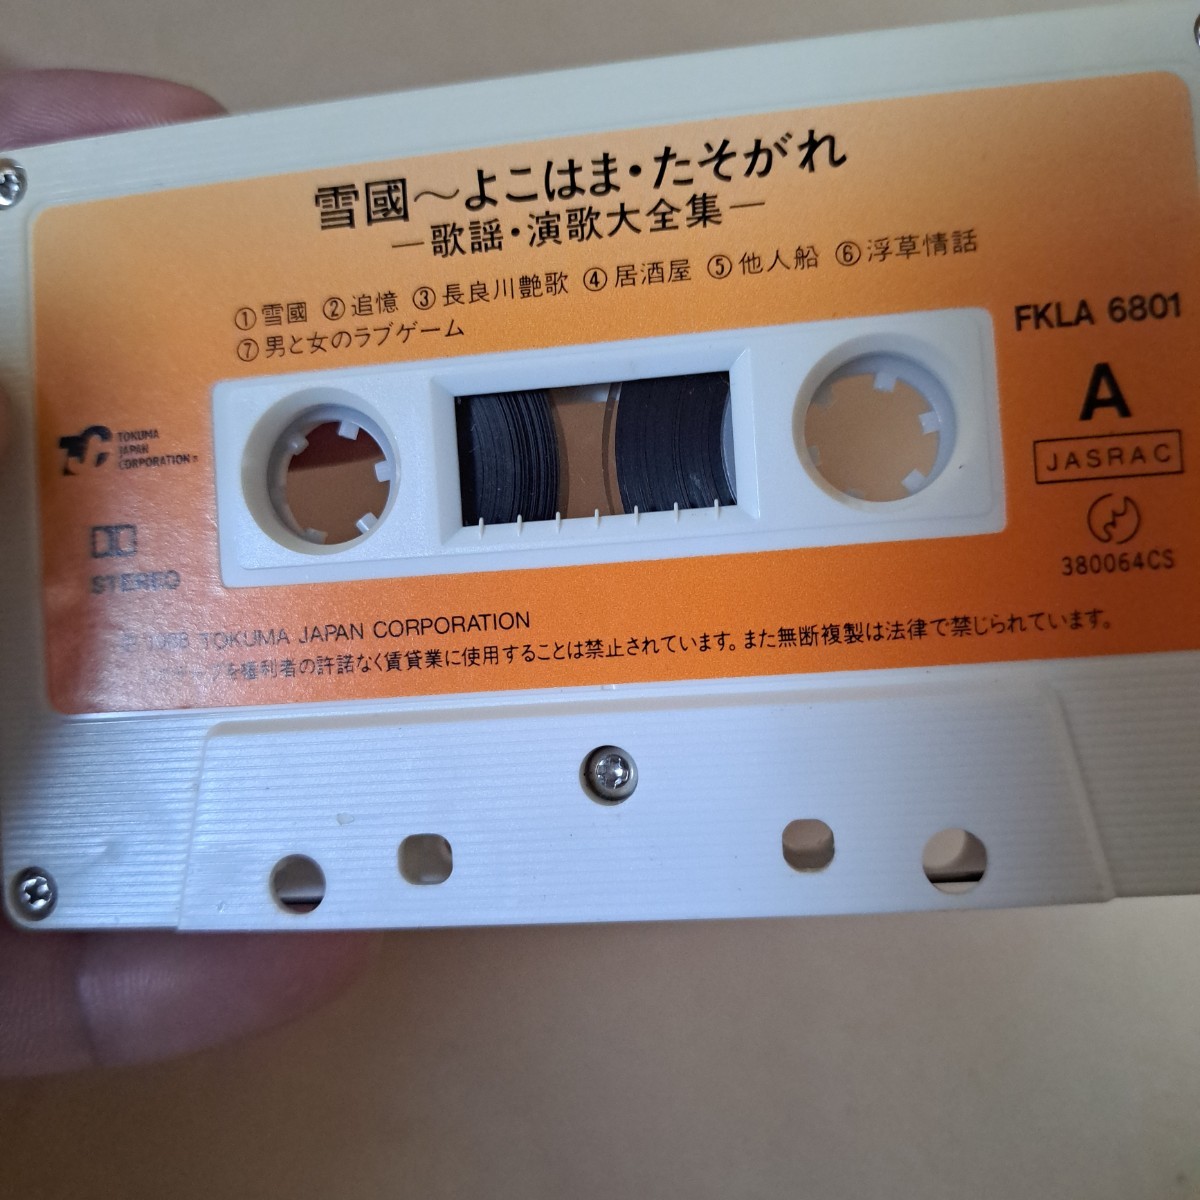 雪國～よこはま・たそがれ
－歌謡・演歌大全集－
①雪國 ②追憶 ③長良川艶歌 ④居酒屋 ⑤他人船 ⑥浮草情話
⑦男と女のラブゲーム
FKLA 6801
A
JASRAC
380064CS
TC
TOKUMA
JAPAN
CORPORATION
STEREO
TOKUMA JAPAN CORPORATION
テープを権利者の許諾なく賃貸業に使用することは禁止されています。また無断複製は法律で禁じられています。